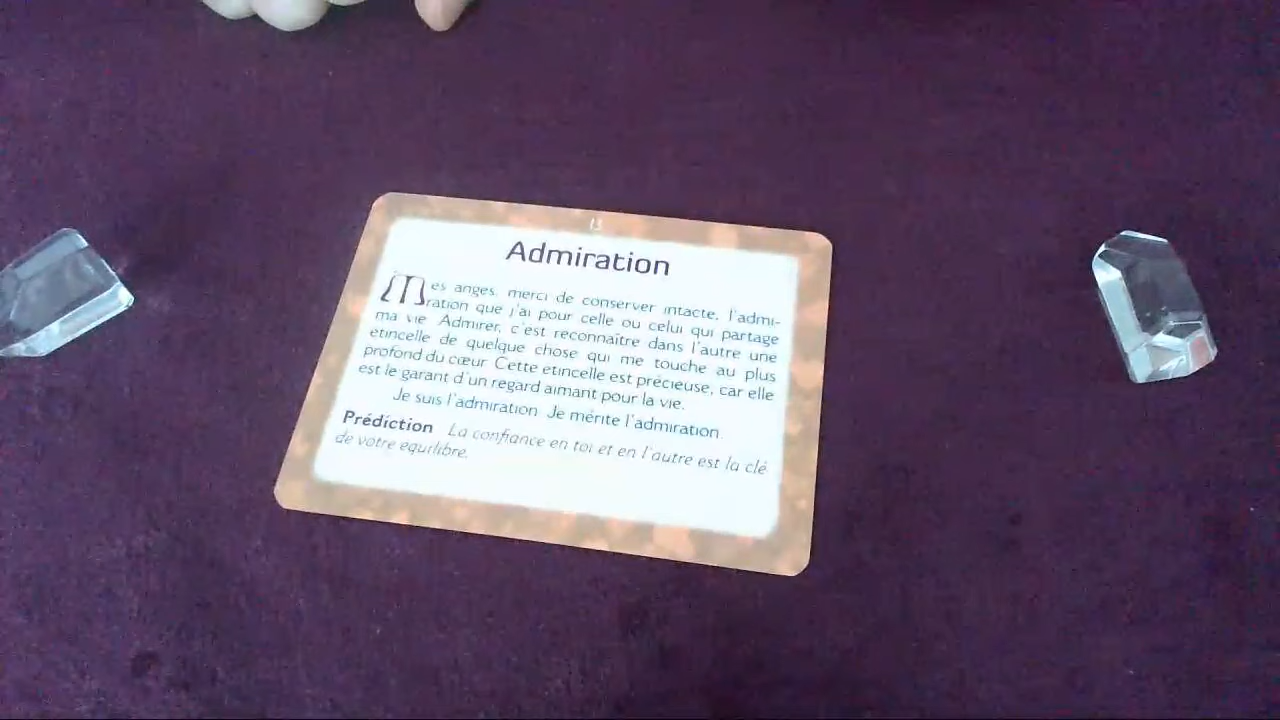 13
Admiration
Mes anges, merci de conserver intacte, l'admi-
ration que j'ai pour celle ou celui qui partage
ma vie. Admirer, c'est reconnaître dans l'autre une
étincelle de quelque chose qui me touche au plus
profond du cœur. Cette étincelle est précieuse, car elle
est le garant d'un regard aimant pour la vie.
Je suis l'admiration. Je mérite l'admiration.
Prédiction La confiance en toi et en l'autre est la clé
de votre équilibre.